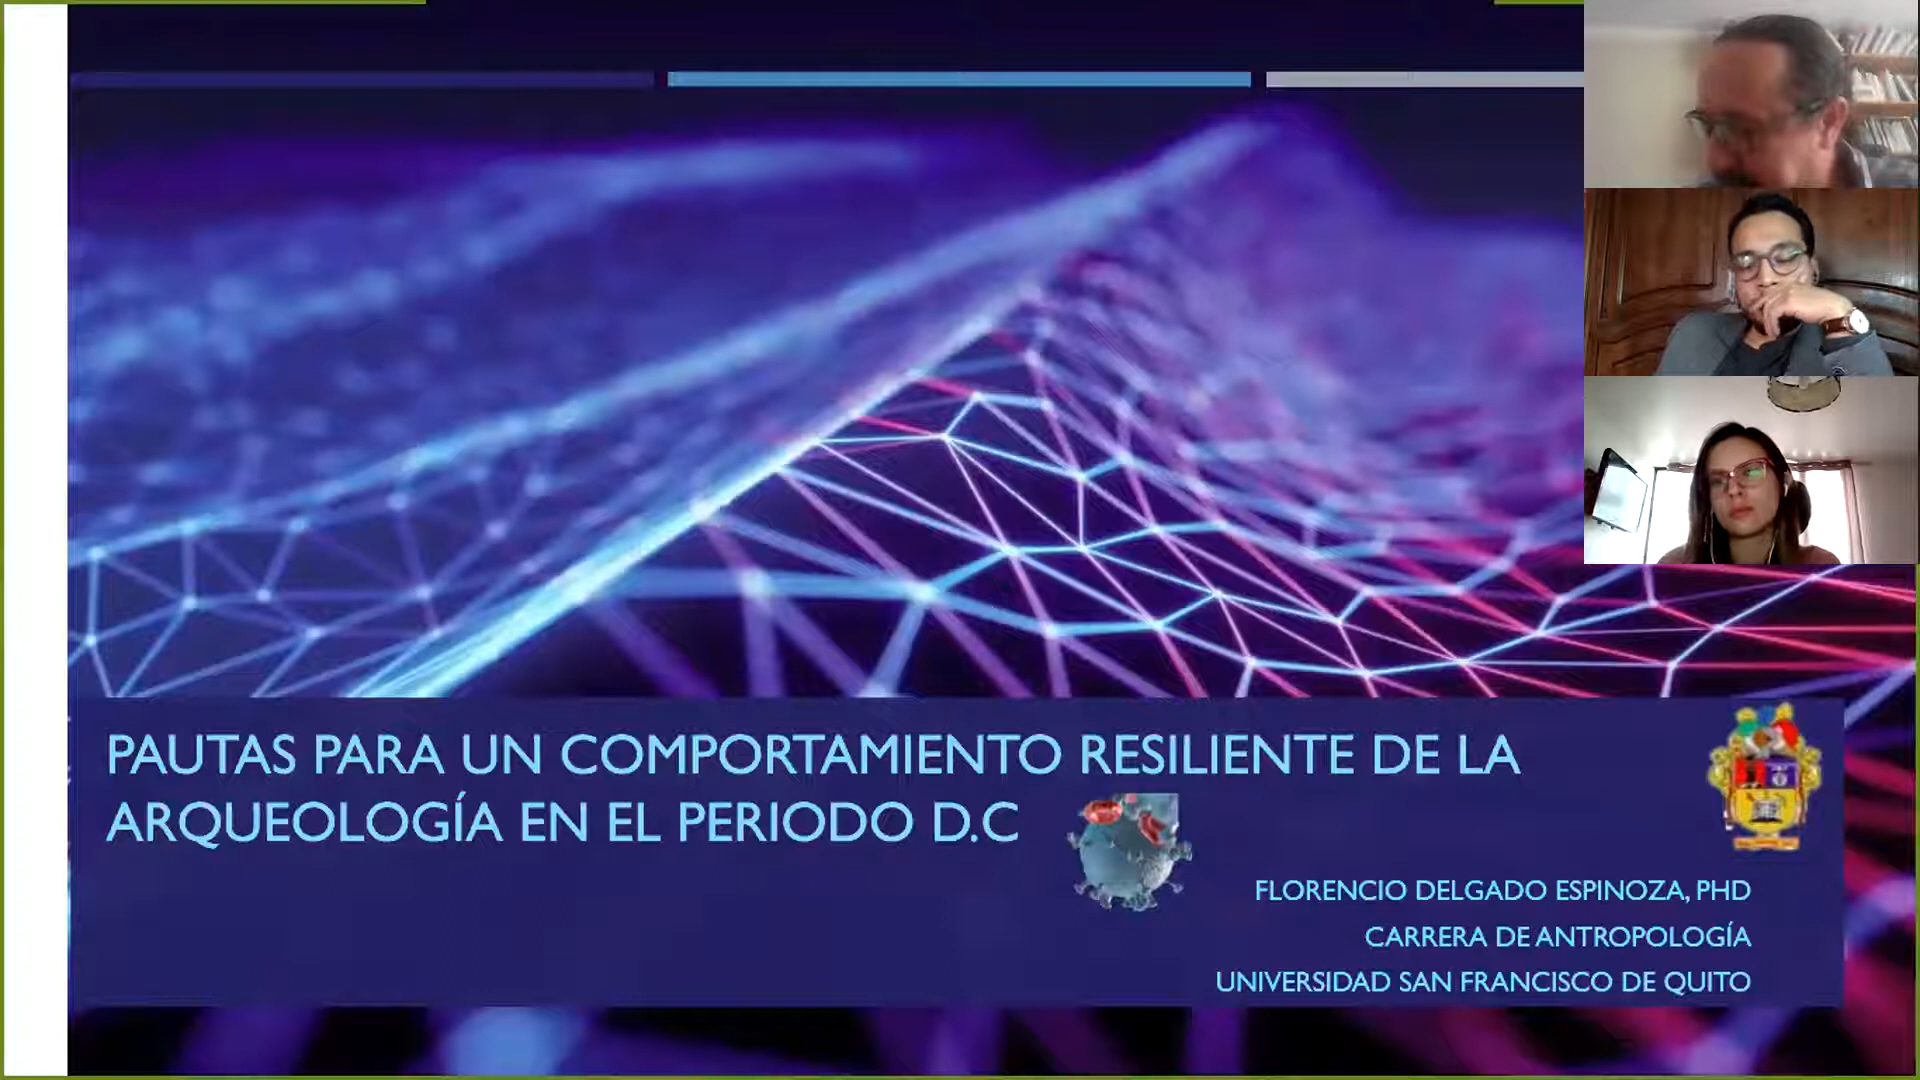 PAUTAS PARA UN COMPORTAMIENTO RESILIENTE DE LA
ARQUEOLOGÍA EN EL PERIODO D.C
FLORENCIO DELGADO ESPINOZA, PHD
CARRERA DE ANTROPOLOGÍA
UNIVERSIDAD SAN FRANCISCO DE QUITO